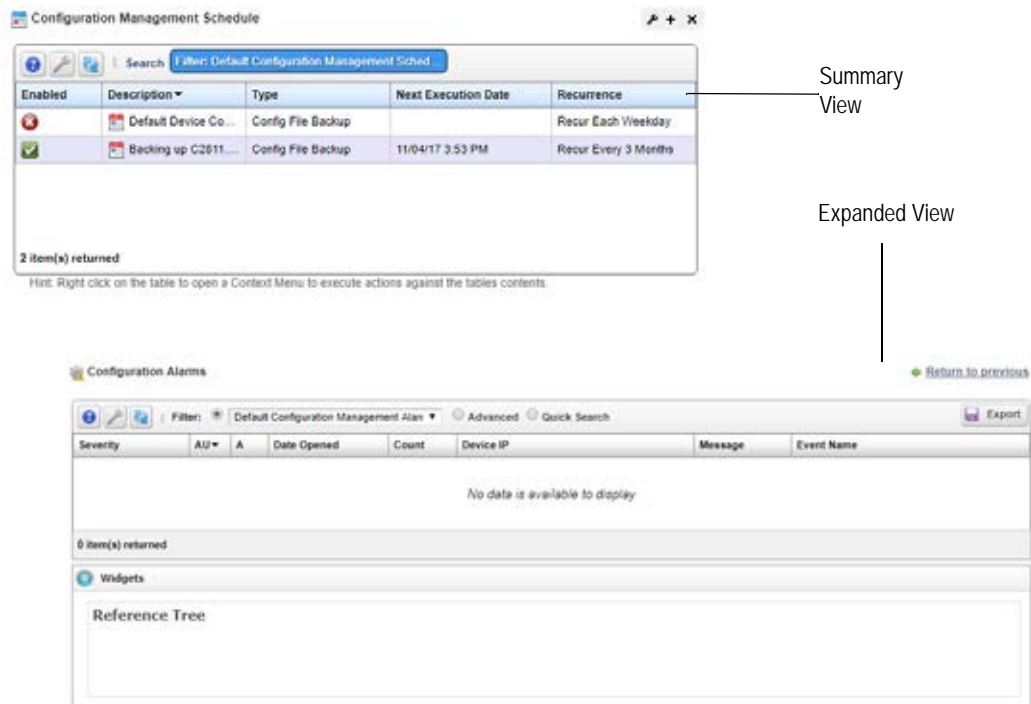 Configuration Management Schedule
Search Filter: Default Configuration Management Sched...
Enabled Description Type Next Execution Date Recurrence
Default Device Co... Config File Backup Recur Each Weekday
Backing up C2811.... Config File Backup 11/04/17 3:53 PM Recur Every 3 Months
2 item(s) returned
Hint: Right click on the table to open a Context Menu to execute actions against the tables contents.
Summary
View
Expanded View
Configuration Alarms Return to previous
Filter: Default Configuration Management Alan Advanced Quick Search Export
Severity AU A Date Opened Count Device IP Message Event Name
No data is available to display
0 item(s) returned
Widgets
Reference Tree